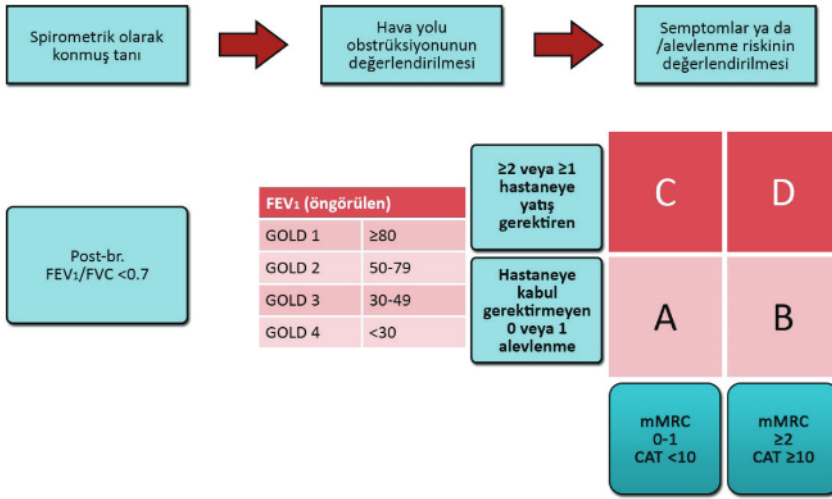 Spirometrik olarak
konmuş tanı
Hava yolu
obstrüksiyonunun
değerlendirilmesi
Semptomlar ya da
/alevlenme riskinin
değerlendirilmesi
Post-br.
FEV₁/FVC <0.7
FEV₁ (öngörülen)
GOLD 1 ≥80
GOLD 2 50-79
GOLD 3 30-49
GOLD 4 <30
≥2 veya ≥1
hastaneye
yatış
gerektiren
C D
Hastaneye
kabul
gerektirmeyen
0 veya 1
alevlenme
A B
mMRC
0-1
CAT <10
mMRC
≥2
CAT ≥10